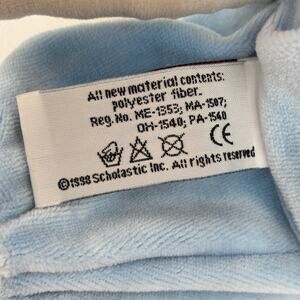 All new material contents:
polyester fiber.
Reg. No. ME-1353; MA-1507;
OH-1540; PA-1540
CE
©1998 Scholastic Inc. All rights reserved